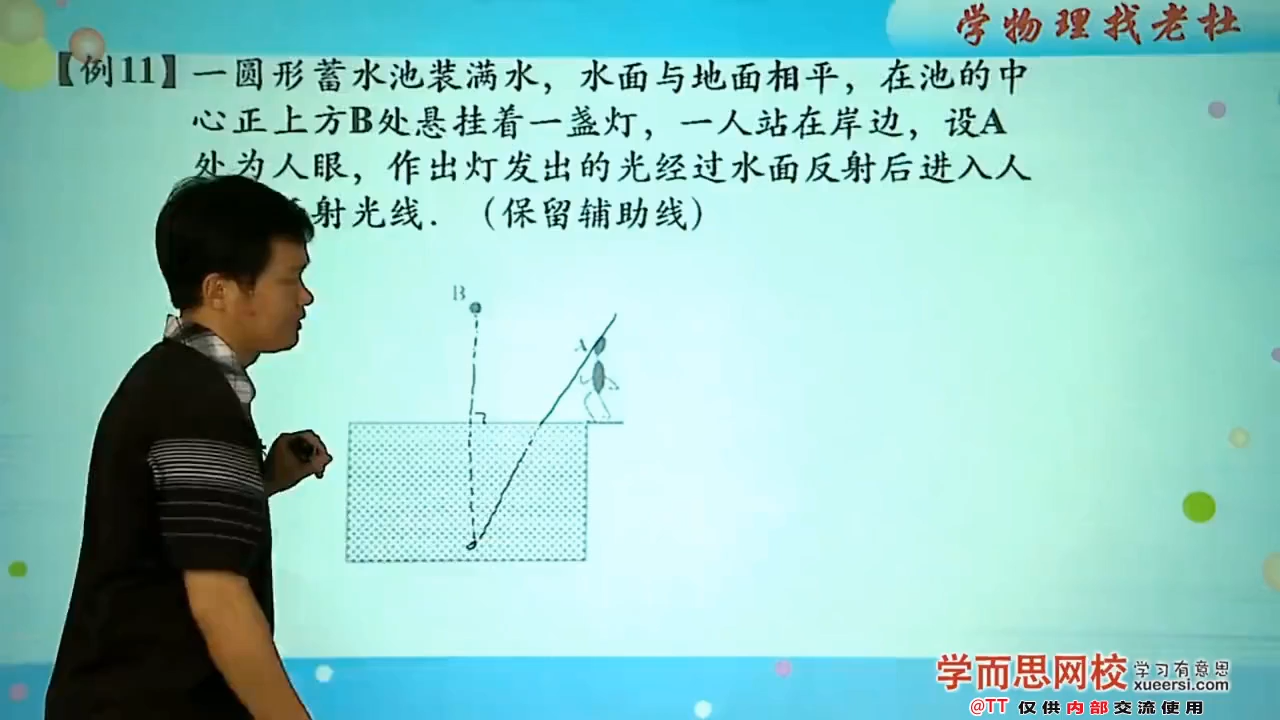 学物理找老杜
【例11】一圆形蓄水池装满水，水面与地面相平，在池的中
心正上方B处悬挂着一盏灯，一人站在岸边，设A
处为人眼，作出灯发出的光经过水面反射后进入人
射光线．（保留辅助线）
B
A
学而思网校
学习有意思
xueersi.com
@TT 仅供内部交流使用